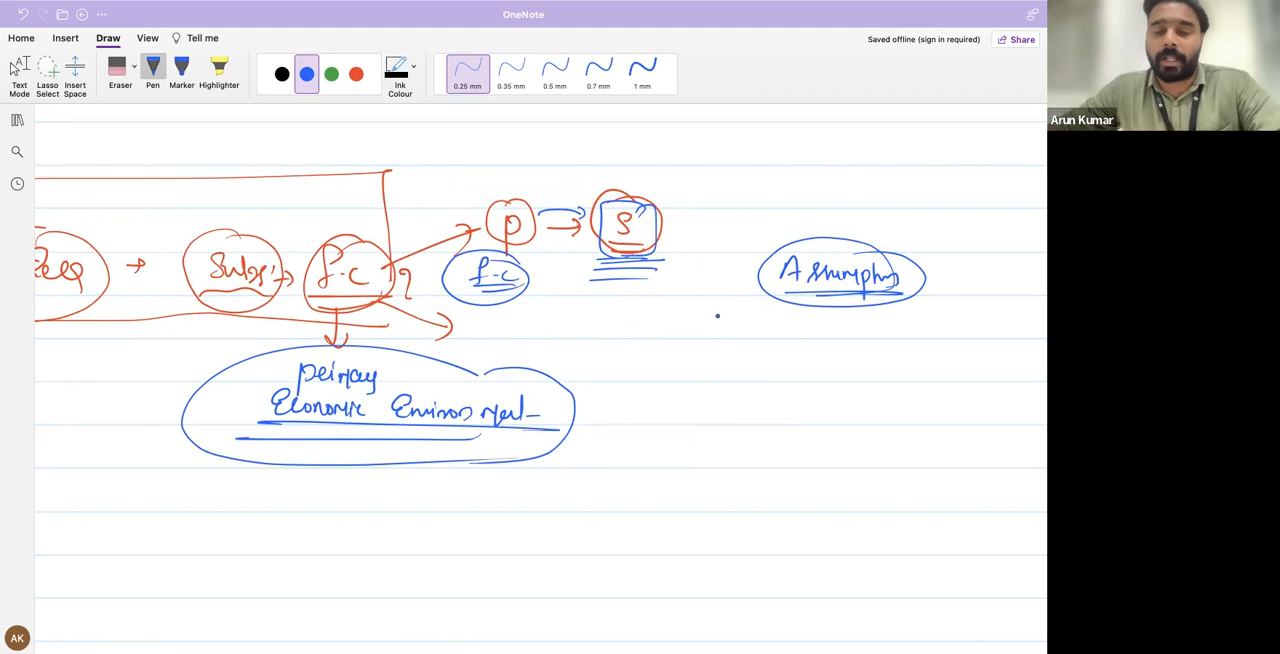 OneNote
Home Insert Draw View Tell me
Saved offline (sign in required) Share
Text Mode
Lasso Select
Insert Space
Eraser
Pen
Marker
Highlighter
Ink Colour
0.25 mm
0.35 mm
0.5 mm
0.7 mm
1 mm
Arun Kumar
P → S
Subs → f.c
f.c
Economic Environment
AK